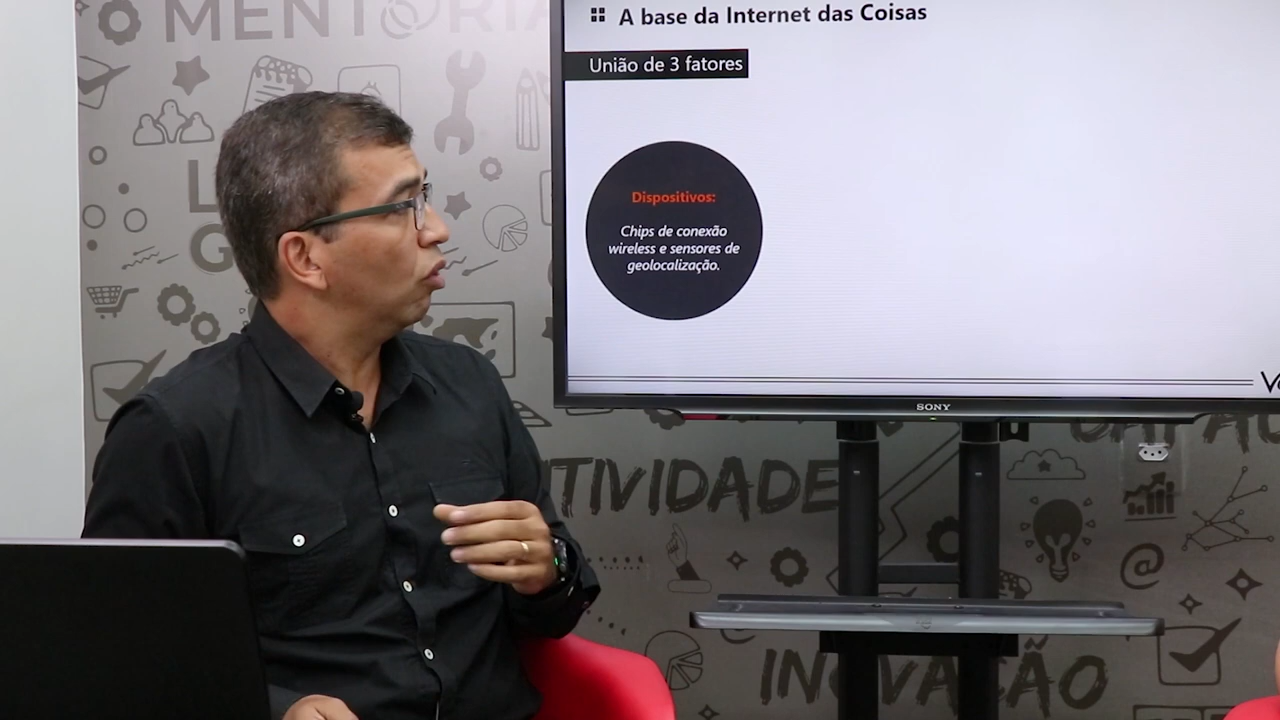 MENTORIA
A base da Internet das Coisas
União de 3 fatores
Dispositivos:
Chips de conexão
wireless e sensores de
geolocalização.
SONY
TIVIDADE
INOVAÇÃO